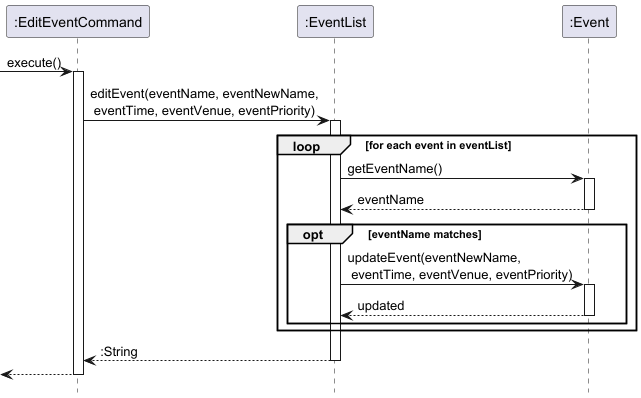 :EditEventCommand
:EventList
:Event
execute()
editEvent(eventName, eventNewName,
eventTime, eventVenue, eventPriority)
loop
[for each event in eventList]
getEventName()
eventName
opt
[eventName matches]
updateEvent(eventNewName,
eventTime, eventVenue, eventPriority)
updated
:String